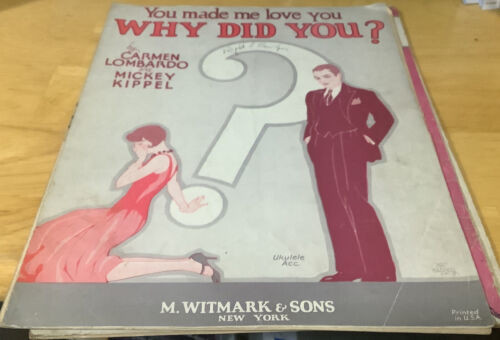 You made me love you
WHY DID YOU?
by
CARMEN
LOMBARDO
and
MICKEY
KIPPEL
Ukulele
Acc.
M. WITMARK & SONS
NEW YORK
Printed
in U.S.A.